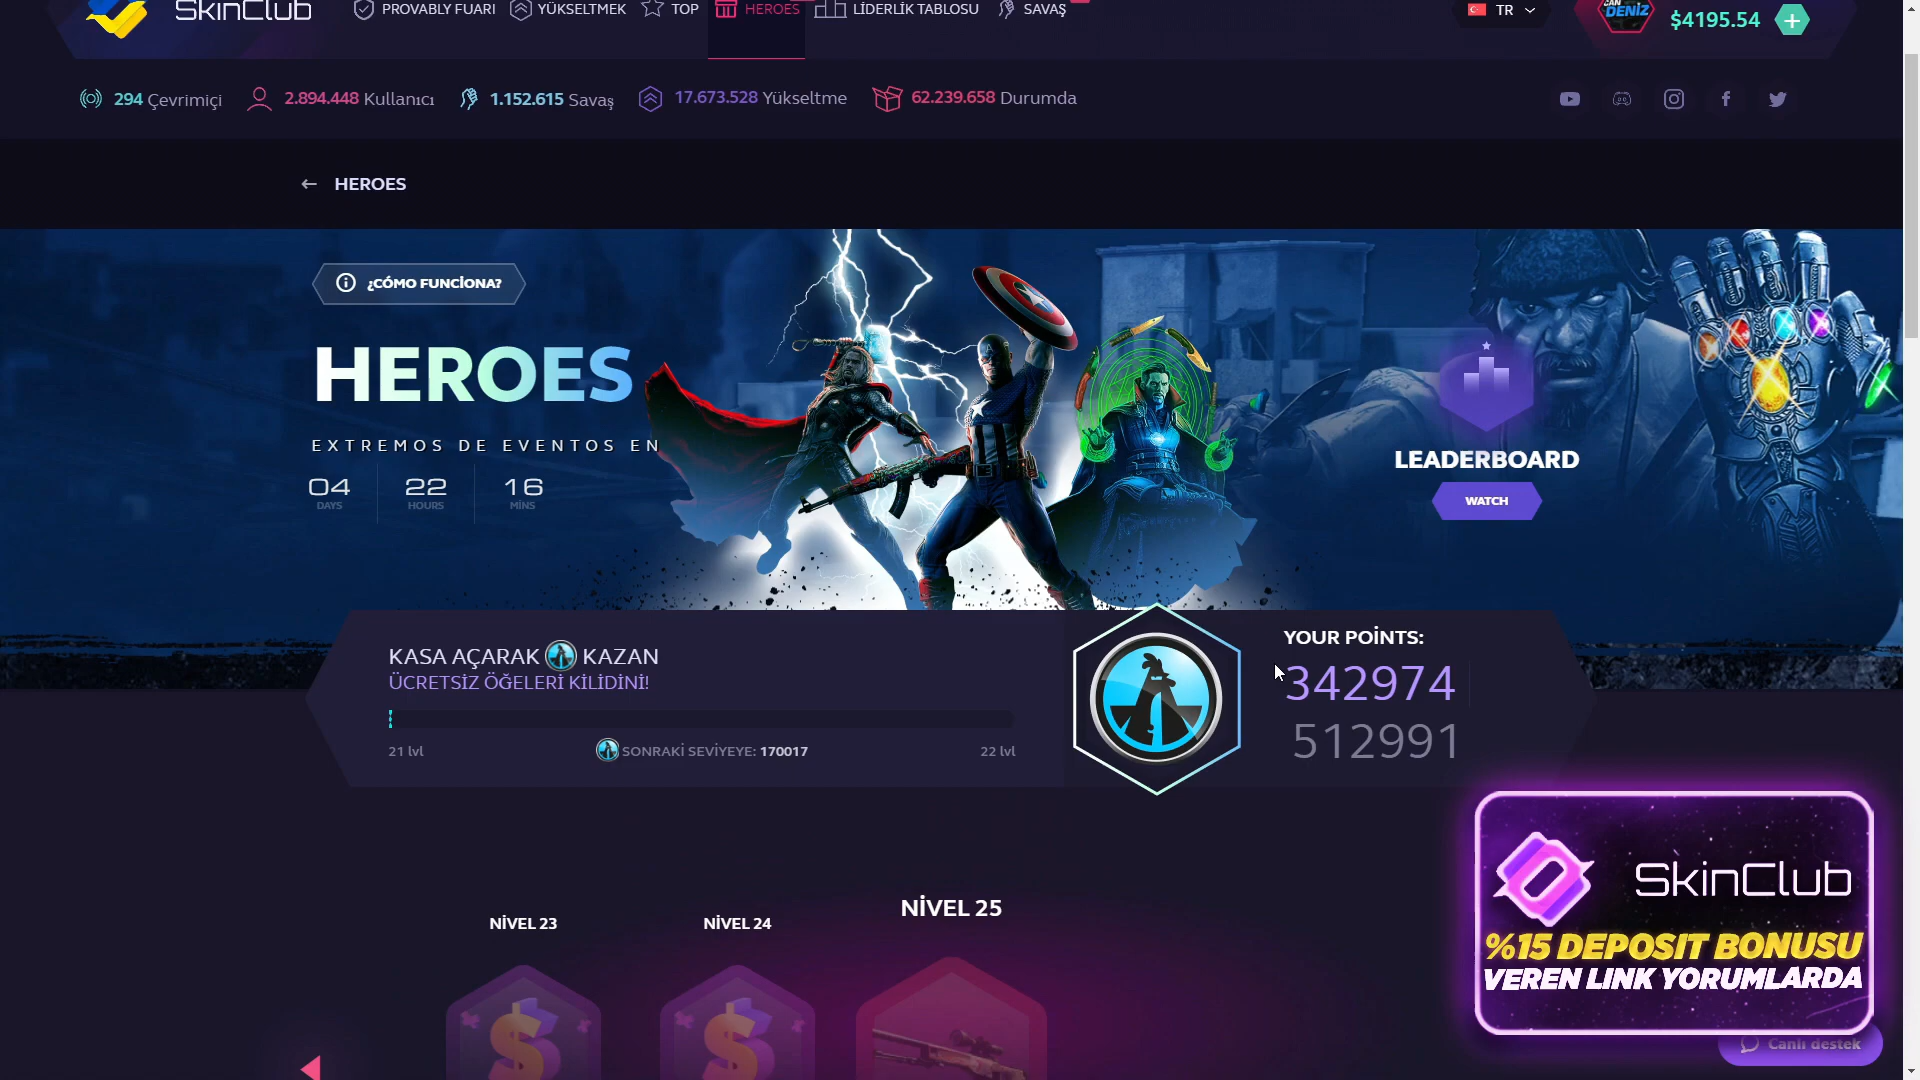 SkinClub
PROVABLY FUARI
YÜKSELTMEK
TOP
HEROES
LİDERLİK TABLOSU
SAVAŞ
TR
CAN DENİZ
$4195.54
294 Çevrimiçi
2.894.448 Kullanıcı
1.152.615 Savaş
17.673.528 Yükseltme
62.239.658 Durumda
← HEROES
¿CÓMO FUNCİONA?
HEROES
EXTREMOS DE EVENTOS EN
04 22 16
DAYS HOURS MINS
LEADERBOARD
WATCH
KASA AÇARAK KAZAN
ÜCRETSİZ ÖĞELERİ KİLİDİNİ!
21 lvl
SONRAKİ SEVİYEYE: 170017
22 lvl
YOUR POİNTS:
342974
512991
NİVEL 23
NİVEL 24
NİVEL 25
SkinClub
%15 DEPOSIT BONUSU
VEREN LINK YORUMLARDA
Canlı destek